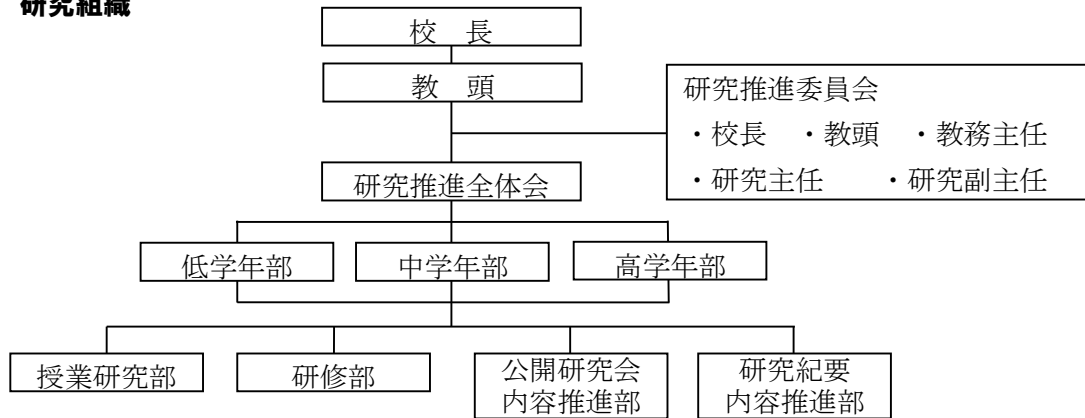 研究組織
校　長
教　頭
研究推進委員会
・校長　・教頭　・教務主任
・研究主任　　・研究副主任
研究推進全体会
低学年部
中学年部
高学年部
授業研究部
研修部
公開研究会
内容推進部
研究紀要
内容推進部